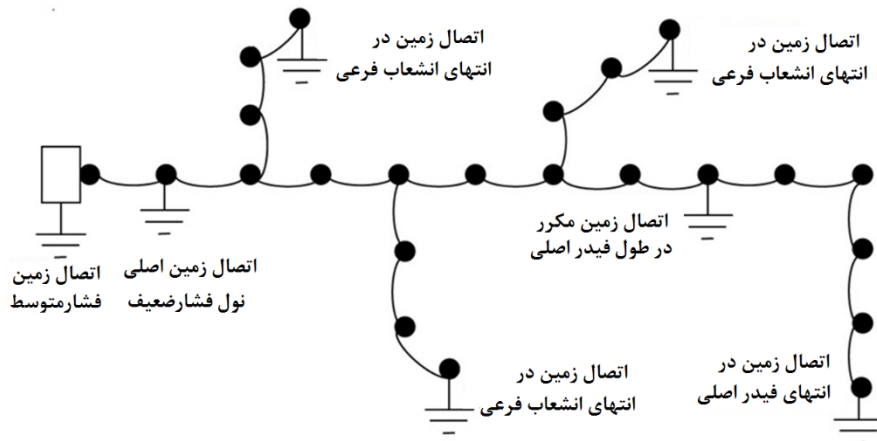 اتصال زمین در
انتهای انشعاب فرعی
اتصال زمین در
انتهای انشعاب فرعی
اتصال زمین مکرر
در طول فیدر اصلی
اتصال زمین اصلی
نول فشارضعیف
اتصال زمین
فشارمتوسط
اتصال زمین در
انتهای انشعاب فرعی
اتصال زمین در
انتهای فیدر اصلی